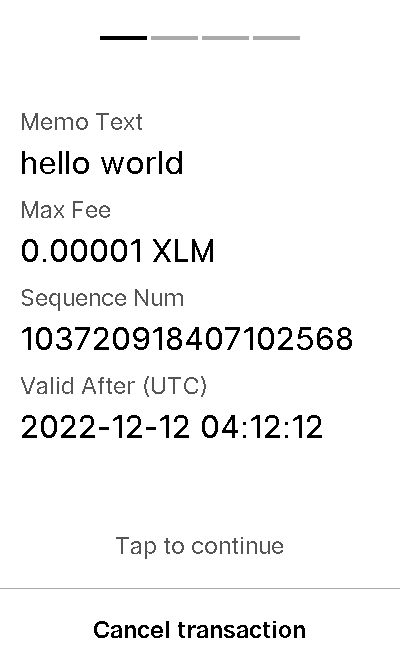 Memo Text
hello world
Max Fee
0.00001 XLM
Sequence Num
103720918407102568
Valid After (UTC)
2022-12-12 04:12:12
Tap to continue
Cancel transaction